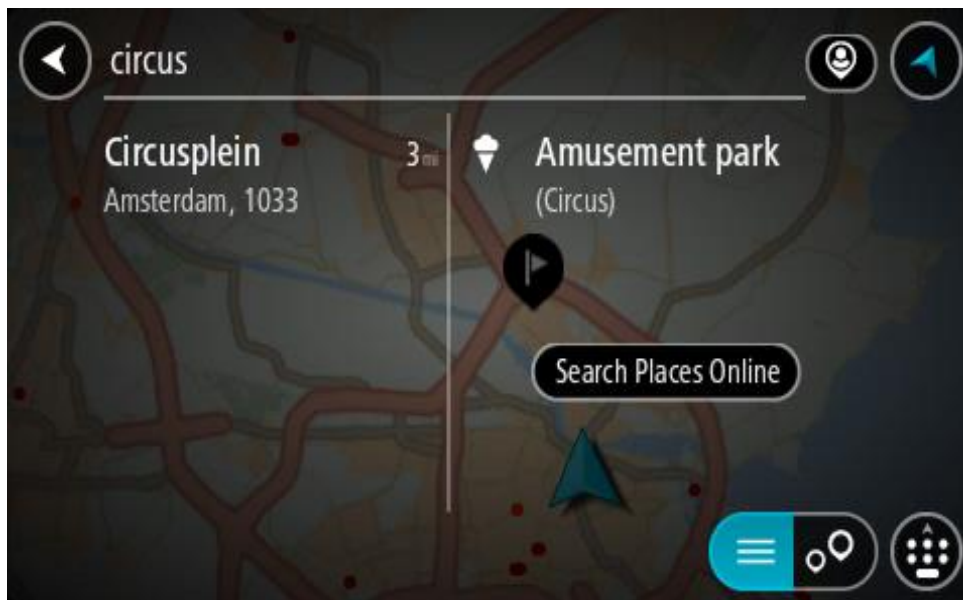 circus
Circusplein 3 mi
Amsterdam, 1033
Amusement park
(Circus)
Search Places Online